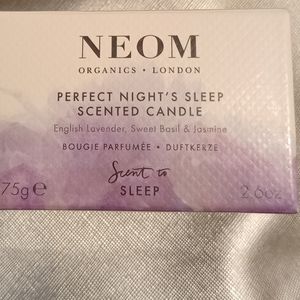 NEOM
ORGANICS • LONDON
PERFECT NIGHT'S SLEEP
SCENTED CANDLE
English Lavender, Sweet Basil & Jasmine
BOUGIE PARFUMÉE • DUFTKERZE
Scent to
SLEEP
75g e 2.6oz